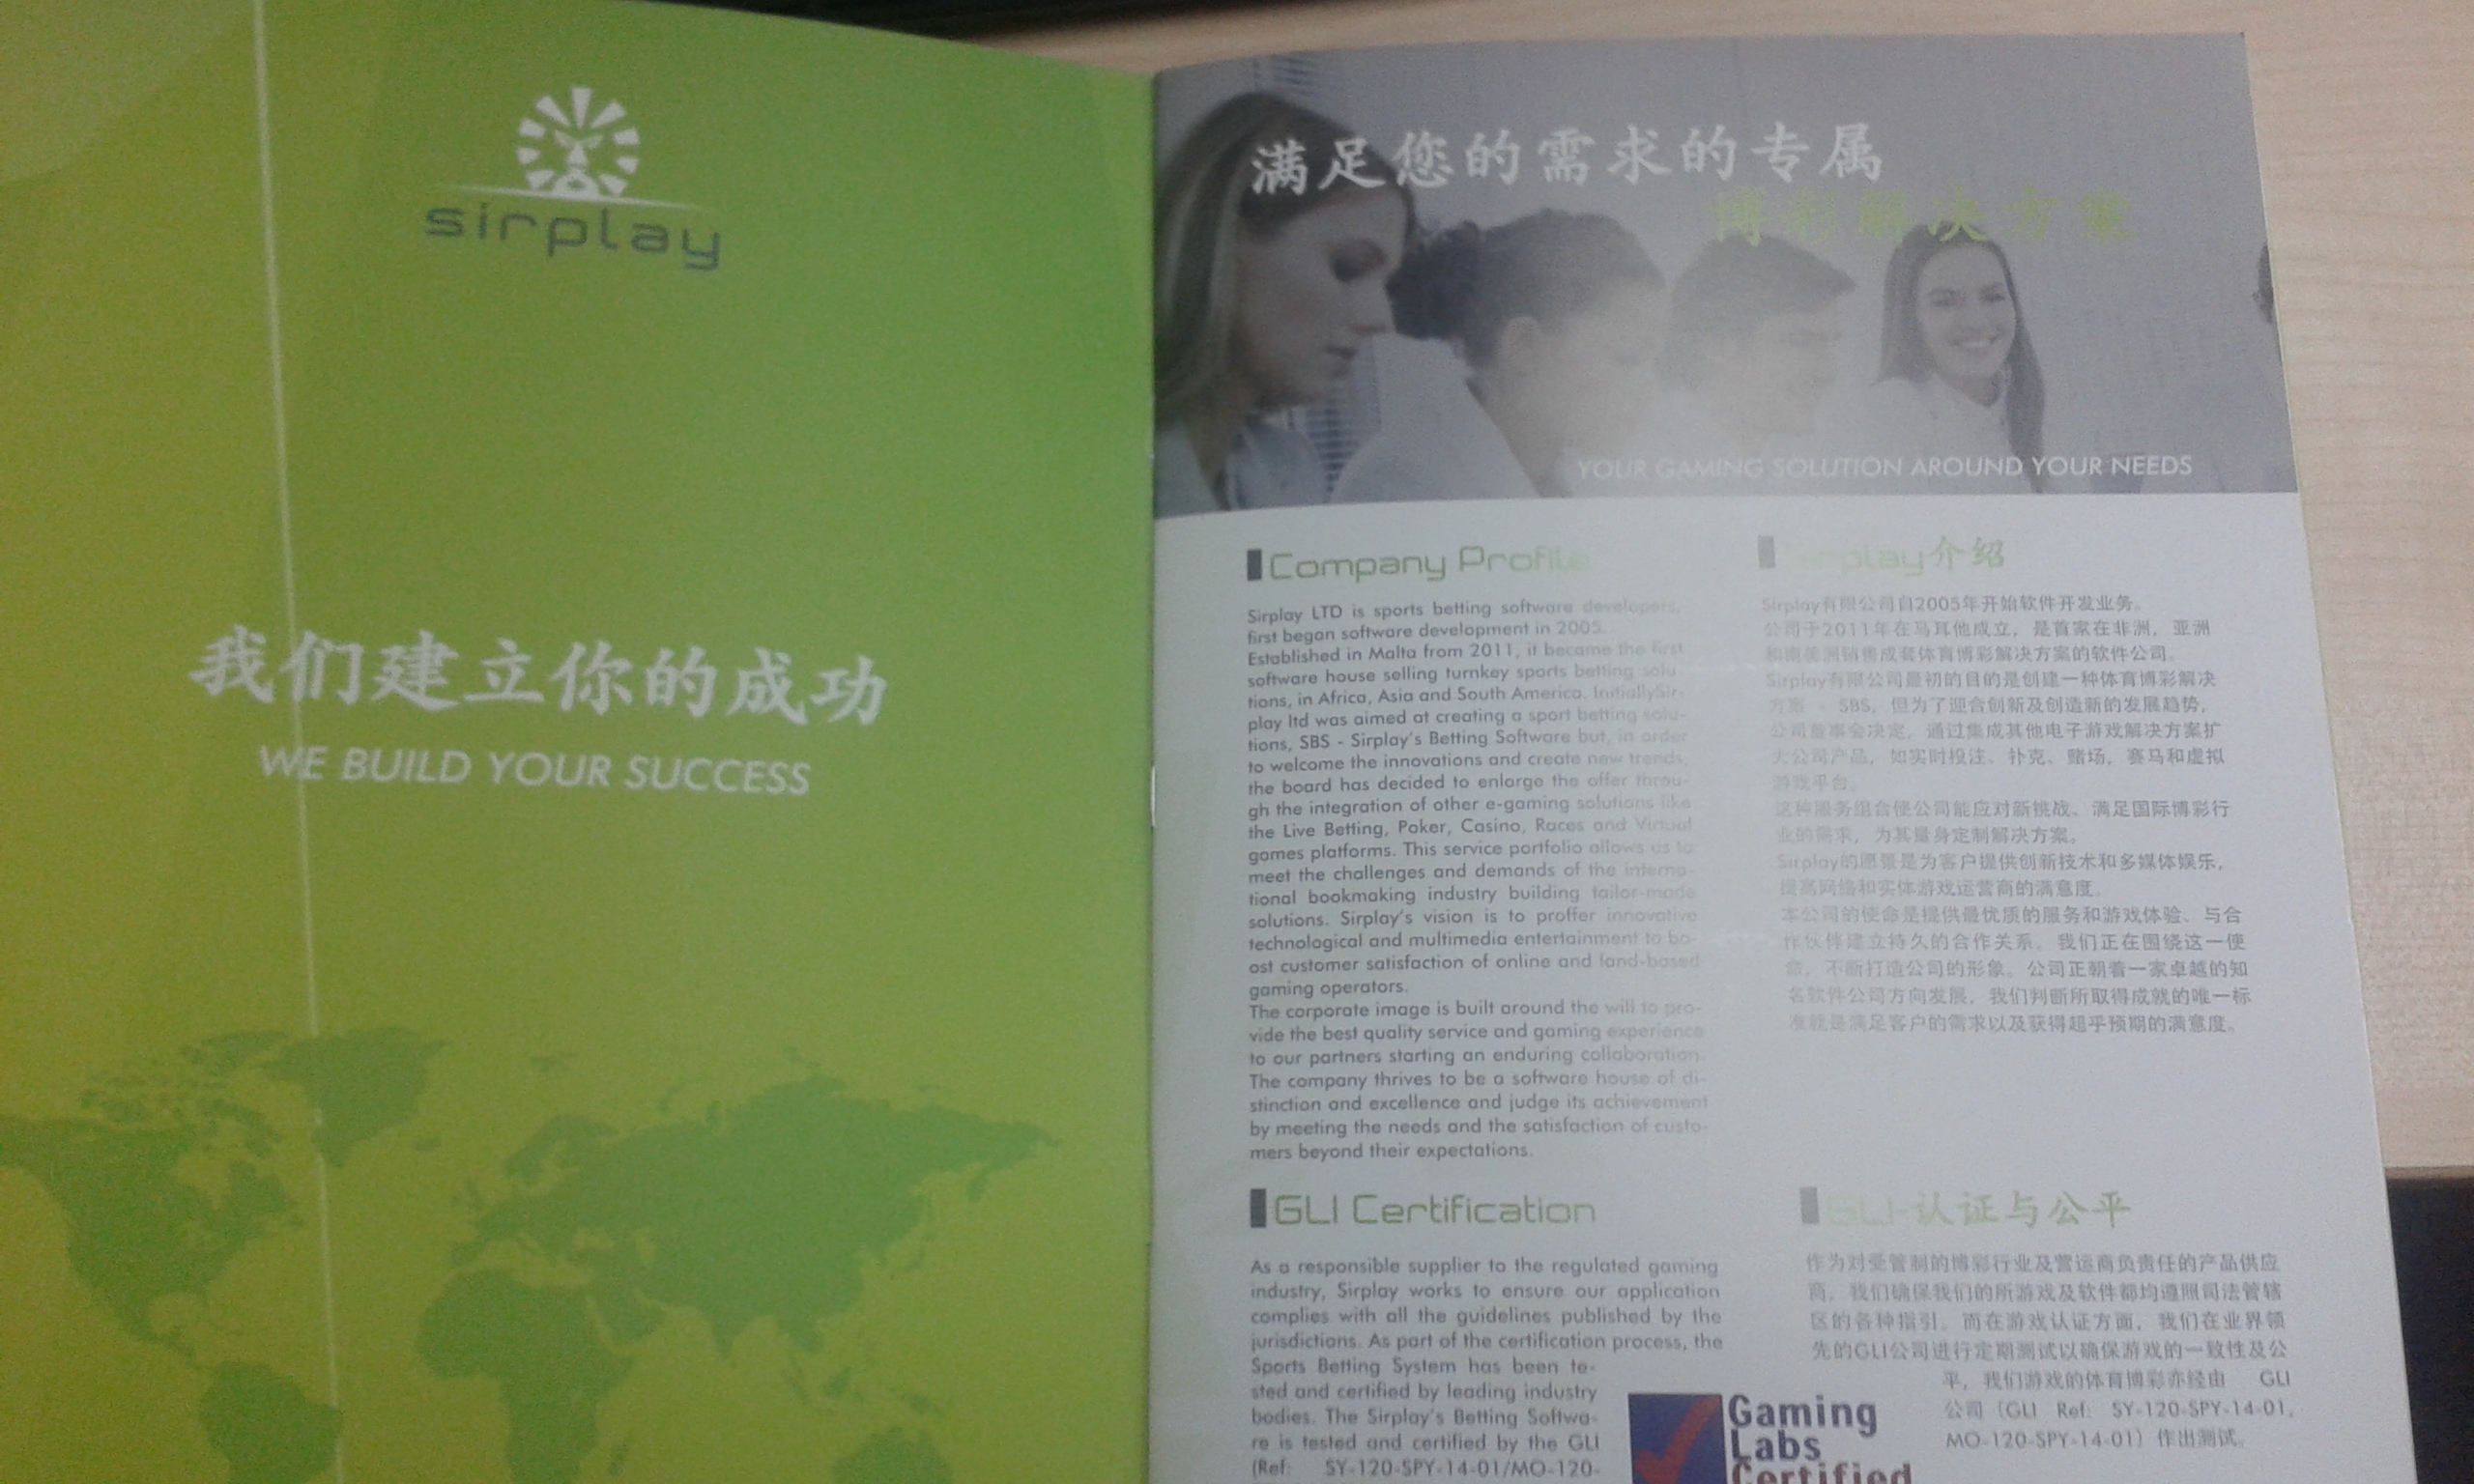 sirplay
我们建立你的成功
WE BUILD YOUR SUCCESS
满足您的需求的专属
博彩解决方案
YOUR GAMING SOLUTION AROUND YOUR NEEDS
Company Profile
Sirplay LTD is sports betting software developers,
first began software development in 2005.
Established in Malta from 2011, it became the first
software house selling turnkey sports betting solu
tions, in Africa, Asia and South America. InitiallySir-
play ltd was aimed at creating a sport betting solu-
tions, SBS - Sirplay's Betting Software but, in order
to welcome the innovations and create new trends,
the board has decided to enlarge the offer throu-
gh the integration of other e-gaming solutions like
the Live Betting, Poker, Casino, Races and Virtual
games platforms. This service portfolio allows us to
meet the challenges and demands of the interna-
tional bookmaking industry building tailor-made
solutions. Sirplay's vision is to proffer innovative
technological and multimedia entertainment to bo-
ost customer satisfaction of online and land-based
gaming operators.
The corporate image is built around the will to pro-
vide the best quality service and gaming experience
to our partners starting an enduring collaboration.
The company thrives to be a software house of di-
stinction and excellence and judge its achievement
by meeting the needs and the satisfaction of custo-
mers beyond their expectations.
Sirplay介绍
Sirplay有限公司自2005年开始软件开发业务。
公司于2011年在马耳他成立，是首家在非洲，亚洲
和南美洲销售成套体育博彩解决方案的软件公司。
Sirplay有限公司最初的目的是创建一种体育博彩解决
方案 - SBS，但为了迎合创新及创造新的发展趋势，
公司董事会决定，通过集成其他电子游戏解决方案扩
大公司产品，如实时投注、扑克、赌场，赛马和虚拟
游戏平台。
这种服务组合使公司能应对新挑战、满足国际博彩行
业的需求，为其量身定制解决方案。
Sirplay的愿景是为客户提供创新技术和多媒体娱乐，
提高网络和实体游戏运营商的满意度。
本公司的使命是提供最优质的服务和游戏体验、与合
作伙伴建立持久的合作关系。我们正在围绕这一使
命，不断打造公司的形象。公司正朝着一家卓越的知
名软件公司方向发展，我们判断所取得成就的唯一标
准就是满足客户的需求以及获得超乎预期的满意度。
GLI Certification
As a responsible supplier to the regulated gaming
industry, Sirplay works to ensure our application
complies with all the guidelines published by the
jurisdictions. As part of the certification process, the
Sports Betting System has been te-
sted and certified by leading industry
bodies. The Sirplay's Betting Softwa-
re is tested and certified by the GLI
(Ref: SY-120-SPY-14-01/MO-120-
Gaming
Labs
Certified
GLI-认证与公平
作为对受管制的博彩行业及营运商负责任的产品供应
商，我们确保我们的所游戏及软件都均遵照司法管辖
区的各种指引。而在游戏认证方面，我们在业界领
先的GLI公司进行定期测试以确保游戏的一致性及公
平，我们游戏的体育博彩亦经由 GLI
公司（GLI Ref: SY-120-SPY-14-01,
MO-120-SPY-14-01）作出测试。